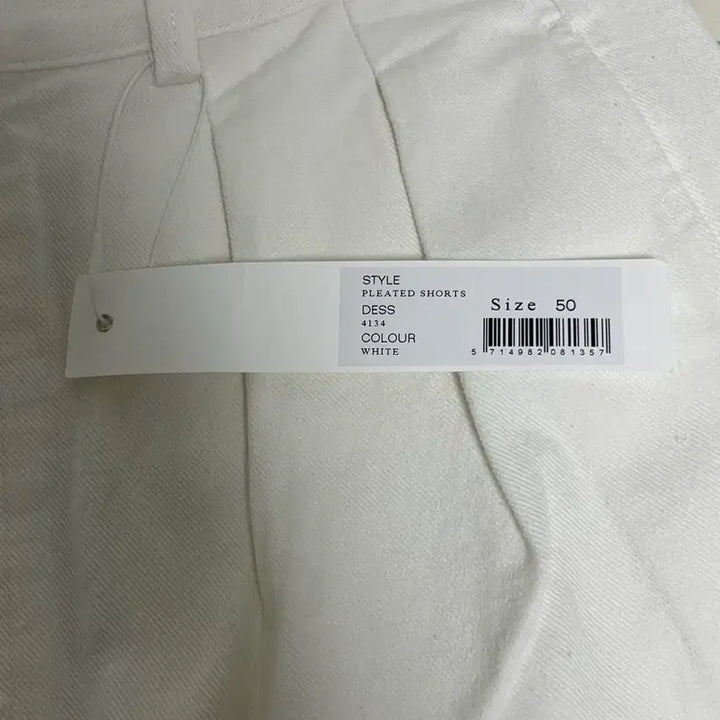 STYLE
PLEATED SHORTS
DESS
4134
COLOUR
WHITE
Size 50
5 714982 081357